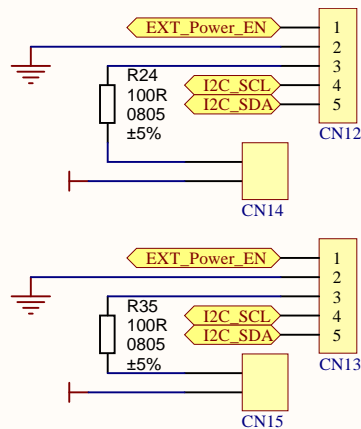 EXT_Power_EN
1
2
3
R24
100R
0805
±5%
I2C_SCL
4
I2C_SDA
5
CN12
CN14
EXT_Power_EN
1
2
3
R35
100R
0805
±5%
I2C_SCL
4
I2C_SDA
5
CN13
CN15